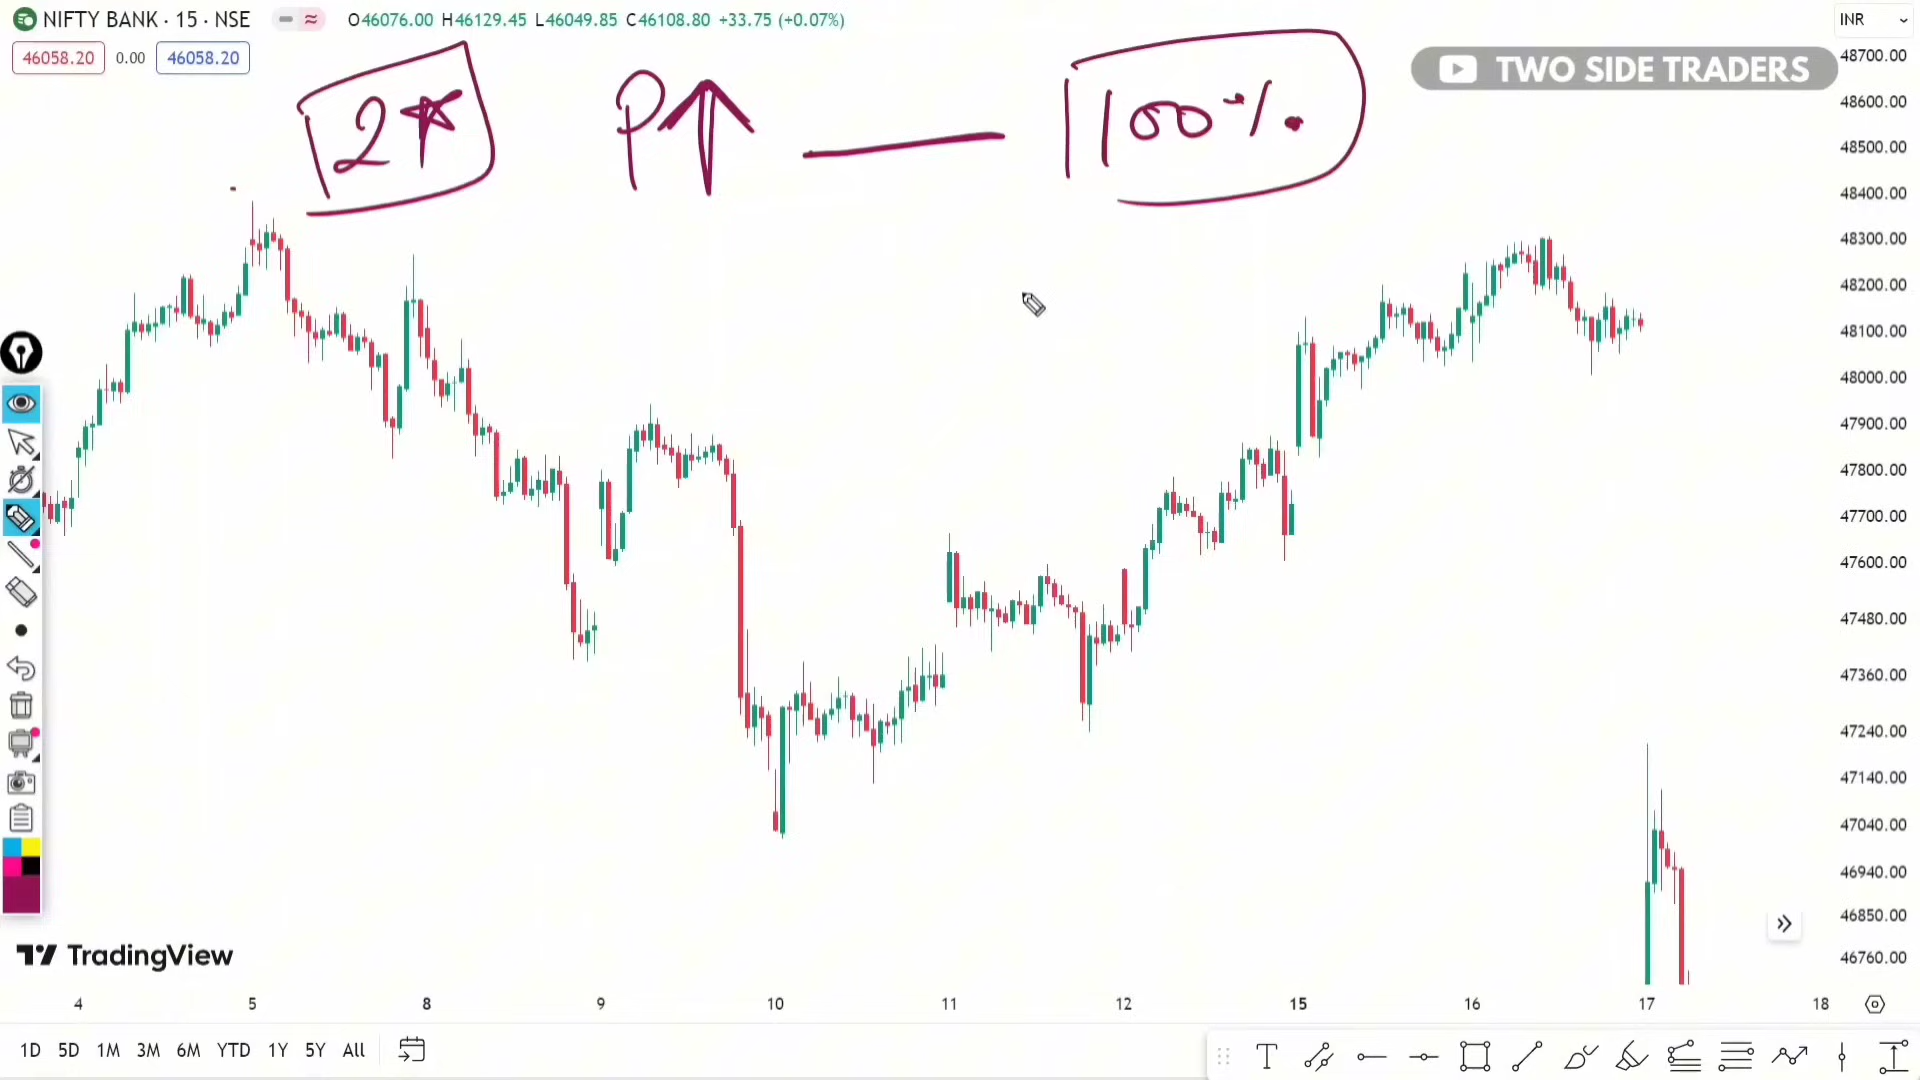 NIFTY BANK · 15 · NSE O46076.00 H46129.45 L46049.85 C46108.80 +33.75 (+0.07%)
INR
46058.20 0.00 46058.20
TWO SIDE TRADERS
2
P
100%
48700.00
48600.00
48500.00
48400.00
48300.00
48200.00
48100.00
48000.00
47900.00
47800.00
47700.00
47600.00
47480.00
47360.00
47240.00
47140.00
47040.00
46940.00
46850.00
46760.00
TradingView
4 5 8 9 10 11 12 15 16 17 18
1D 5D 1M 3M 6M YTD 1Y 5Y All